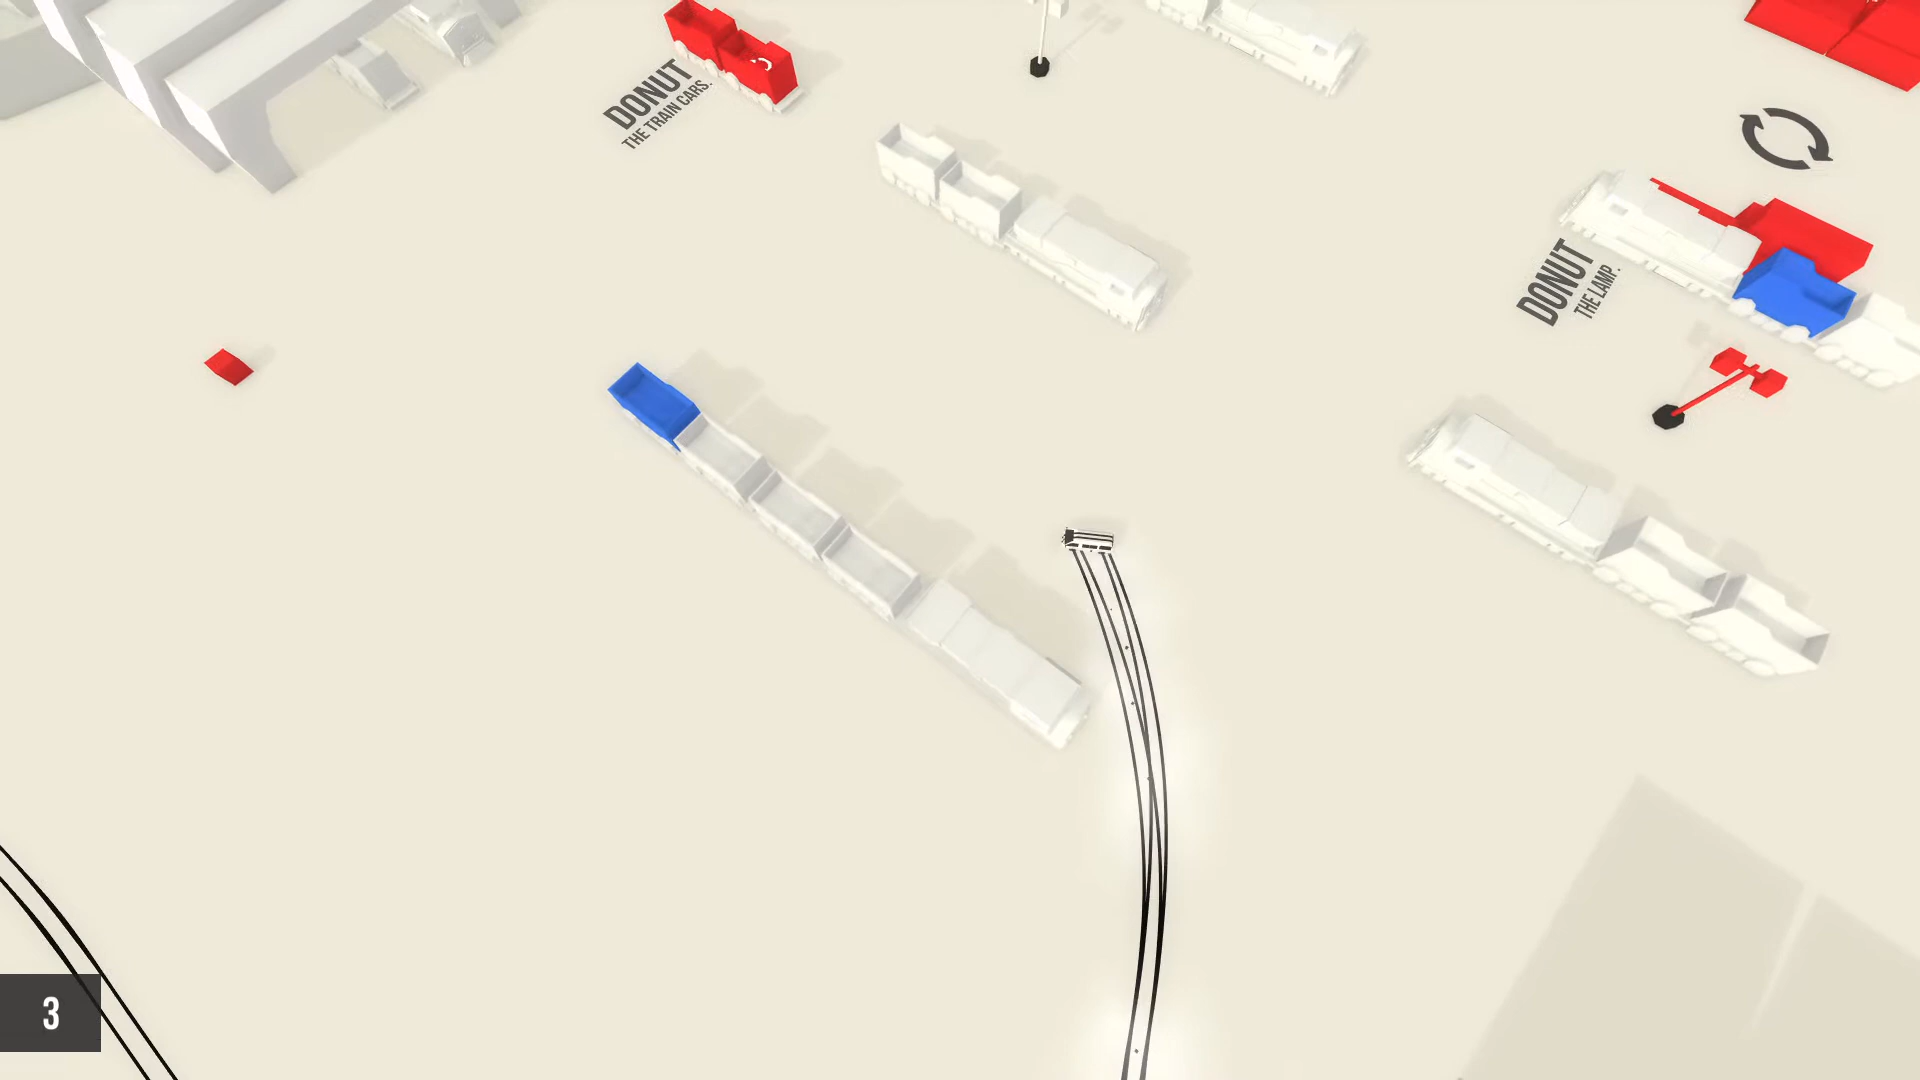 DONUT
THE TRAIN CARS.
DONUT
THE LAMP.
3